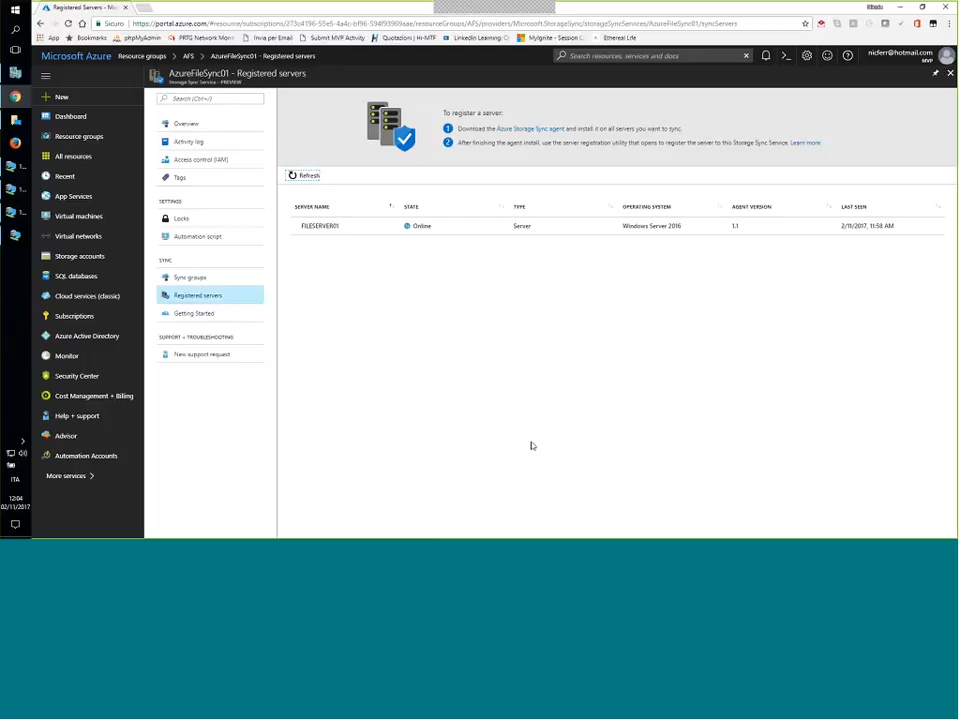 Registered Servers - Mi
Sicuro
https://portal.azure.com/#resource/subscriptions/273c4196-55e5-4a4c-bf96-594f93969aae/resourceGroups/AFS/providers/Microsoft.StorageSync/storageSyncServices/AzureFileSync01/syncServers
App
Bookmarks
phpMyAdmin
PRTG Network Moni
Invia per Email
Submit MVP Activity
Quotazioni | Hi-MTF
LinkedIn Learning: O
MyIgnite - Session C
Ethereal Life
Microsoft Azure
Resource groups > AFS > AzureFileSync01 - Registered servers
Search resources, services and docs
nicferr@hotmail.com
MVP
AzureFileSync01 - Registered servers
Storage Sync Service - PREVIEW
New
Dashboard
Resource groups
All resources
Recent
App Services
Virtual machines
Virtual networks
Storage accounts
SQL databases
Cloud services (classic)
Subscriptions
Azure Active Directory
Monitor
Security Center
Cost Management + Billing
Help + support
Advisor
Automation Accounts
More services >
Search (Ctrl+/)
Overview
Activity log
Access control (IAM)
Tags
SETTINGS
Locks
Automation script
SYNC
Sync groups
Registered servers
Getting Started
SUPPORT + TROUBLESHOOTING
New support request
To register a server:
1 Download the Azure Storage Sync agent and install it on all servers you want to sync.
2 After finishing the agent install, use the server registration utility that opens to register the server to this Storage Sync Service. Learn more
Refresh
SERVER NAME STATE TYPE OPERATING SYSTEM AGENT VERSION LAST SEEN
FILESERVER01 Online Server Windows Server 2016 1.1 2/11/2017, 11:58 AM
1...
1...
1...
ITA
12:04
02/11/2017